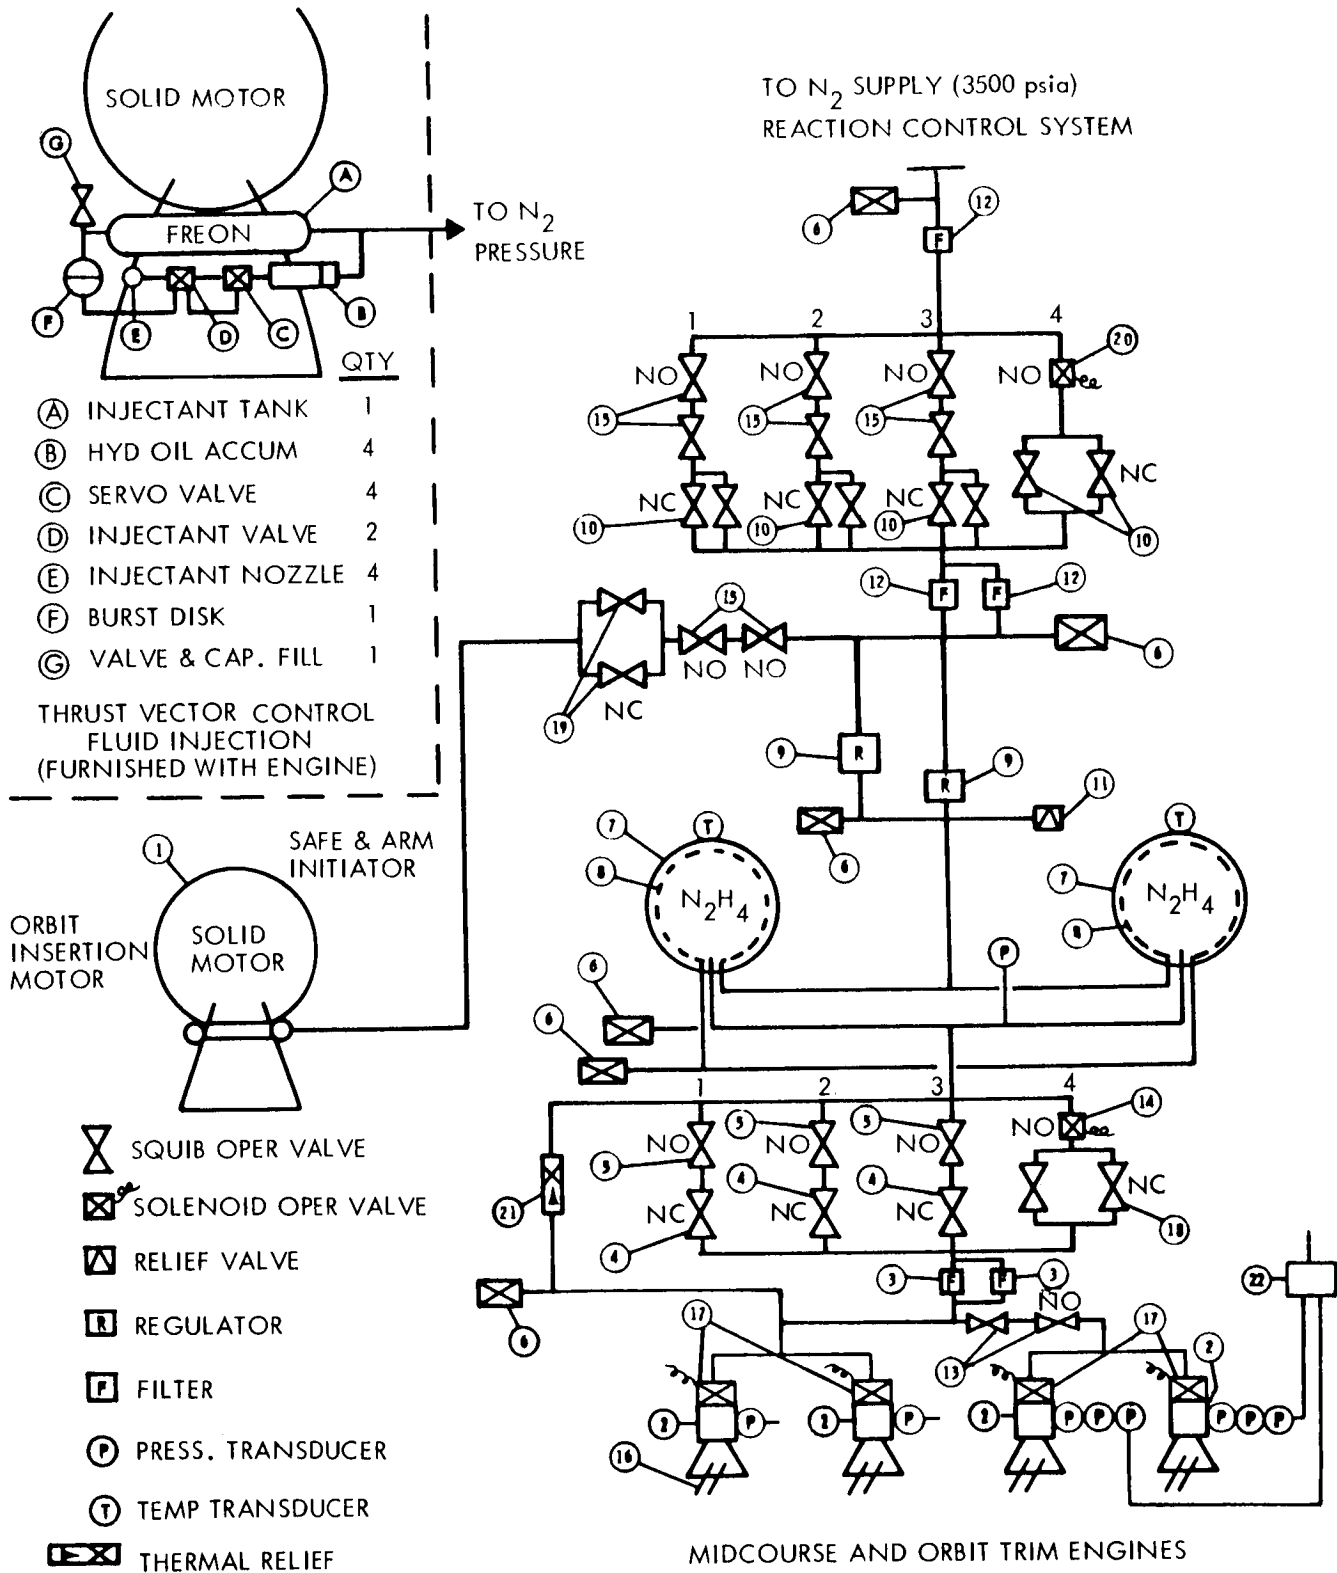 SOLID MOTOR
G
A
FREON
TO N2
PRESSURE
F
E
D
C
B
QTY
A INJECTANT TANK 1
B HYD OIL ACCUM 4
C SERVO VALVE 4
D INJECTANT VALVE 2
E INJECTANT NOZZLE 4
F BURST DISK 1
G VALVE & CAP. FILL 1
THRUST VECTOR CONTROL
FLUID INJECTION
(FURNISHED WITH ENGINE)
TO N2 SUPPLY (3500 psia)
REACTION CONTROL SYSTEM
6
12
F
1 2 3 4
20
NO NO NO NO
15 15 15
NC NC NC NC
10 10 10 10
12 F F 12
15
6
NO NO
NC
19
9 R
R 9
11
6
1
SAFE & ARM
INITIATOR
ORBIT
INSERTION
MOTOR
SOLID
MOTOR
7 T
8
N2H4
T
7
8
N2H4
P
6
6
1 2 3 4
14
5 5
NO NO NO NO
5
4 4
NC NC NC NC
4
18
21
3 F F 3
NO
6
13
22
17 17
2 P
2 P
2 P P P
2 P P P
16
MIDCOURSE AND ORBIT TRIM ENGINES
SQUIB OPER VALVE
SOLENOID OPER VALVE
RELIEF VALVE
R REGULATOR
F FILTER
P PRESS. TRANSDUCER
T TEMP TRANSDUCER
THERMAL RELIEF